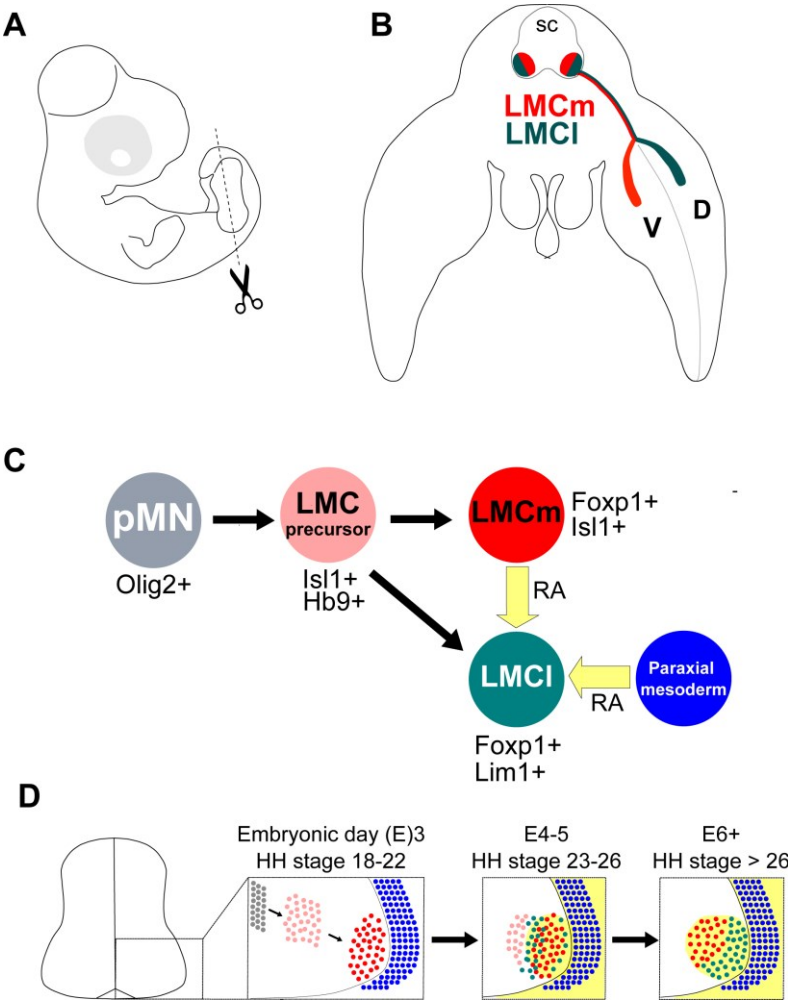 A
B
SC
LMCm
LMCl
V
D
C
pMN
Olig2+
LMC
precursor
Isl1+
Hb9+
LMCm
Foxp1+
Isl1+
-
RA
LMCl
Foxp1+
Lim1+
RA
Paraxial
mesoderm
D
Embryonic day (E)3
HH stage 18-22
E4-5
HH stage 23-26
E6+
HH stage > 26